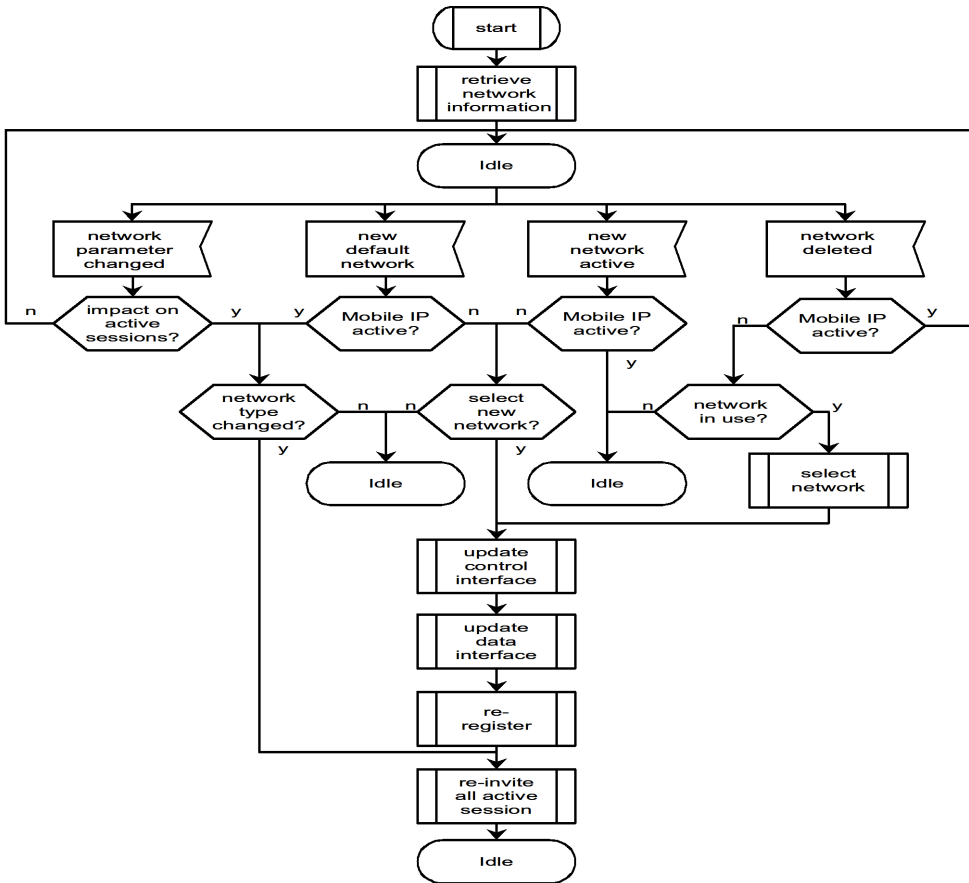 start
retrieve
network
information
Idle
network
parameter
changed
new
default
network
new
network
active
network
deleted
n
impact on
active
sessions?
y
y
Mobile IP
active?
n
n
Mobile IP
active?
y
n
Mobile IP
active?
y
network
type
changed?
n
y
n
select
new
network?
y
n
network
in use?
y
Idle
Idle
select
network
update
control
interface
update
data
interface
re-
register
re-invite
all active
session
Idle